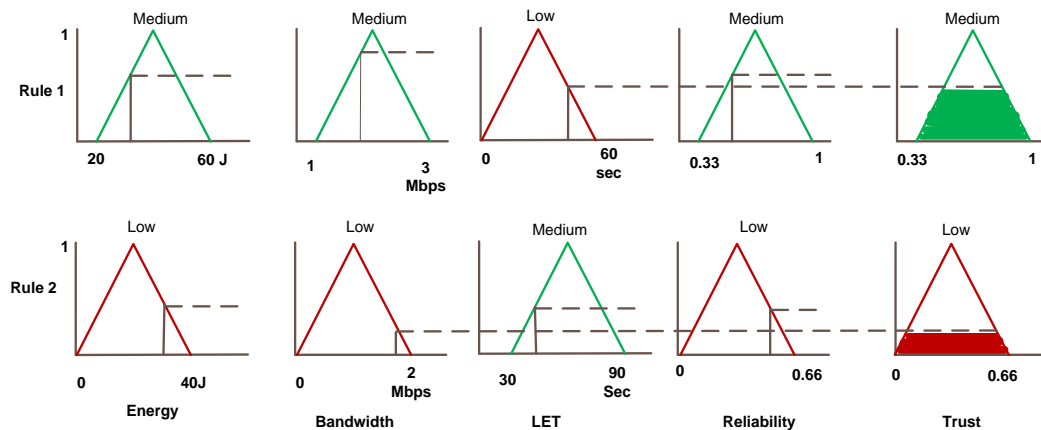 Medium Medium Low Medium Medium
1
Rule 1
20 60 J 1 3 0 60 0.33 1 0.33 1
Mbps sec
Low Low Medium Low Low
1
Rule 2
0 40J 0 2 30 90 0 0.66 0 0.66
Mbps Sec
Energy Bandwidth LET Reliability Trust